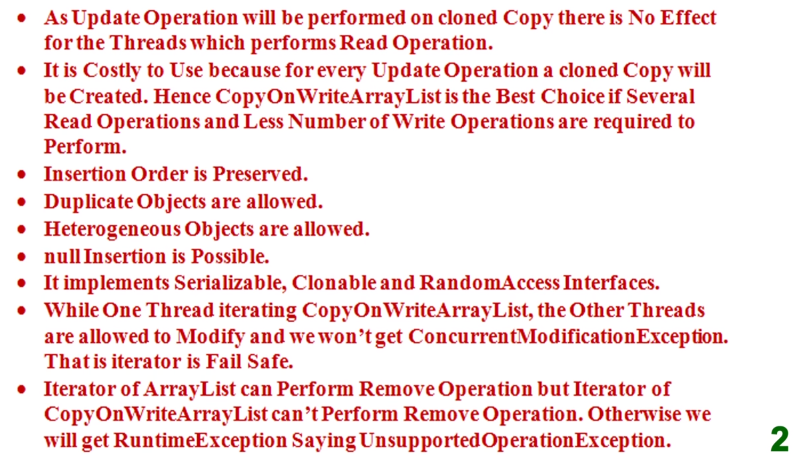 • As Update Operation will be performed on cloned Copy there is No Effect
for the Threads which performs Read Operation.
• It is Costly to Use because for every Update Operation a cloned Copy will
be Created. Hence CopyOnWriteArrayList is the Best Choice if Several
Read Operations and Less Number of Write Operations are required to
Perform.
• Insertion Order is Preserved.
• Duplicate Objects are allowed.
• Heterogeneous Objects are allowed.
• null Insertion is Possible.
• It implements Serializable, Clonable and RandomAccess Interfaces.
• While One Thread iterating CopyOnWriteArrayList, the Other Threads
are allowed to Modify and we won't get ConcurrentModificationException.
That is iterator is Fail Safe.
• Iterator of ArrayList can Perform Remove Operation but Iterator of
CopyOnWriteArrayList can't Perform Remove Operation. Otherwise we
will get RuntimeException Saying UnsupportedOperationException.
2